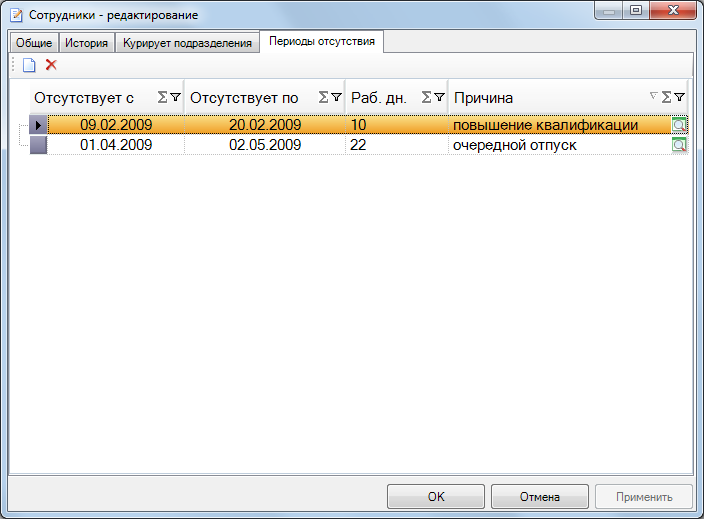 Сотрудники - редактирование
Общие История Курирует подразделения Периоды отсутствия
Отсутствует с Отсутствует по Раб. дн. Причина
09.02.2009 20.02.2009 10 повышение квалификации
01.04.2009 02.05.2009 22 очередной отпуск
OK Отмена Применить